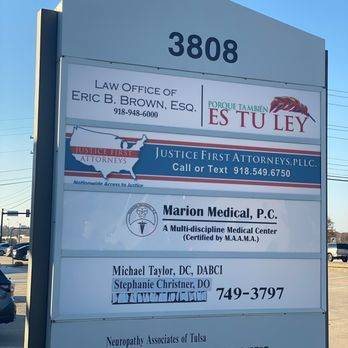 3808
LAW OFFICE OF
ERIC B. BROWN, ESQ.
918-948-6000
PORQUE TAMBIÉN
ES TU LEY
JUSTICE FIRST
ATTORNEYS
Nationwide Access to Justice
JUSTICE FIRST ATTORNEYS, PLLC.
Call or Text 918.549.6750
Marion Medical, P.C.
A Multi-discipline Medical Center
(Certified by M.A.A.M.A.)
Michael Taylor, DC, DABCI
Stephanie Christner, DO
749-3797
Neuropathy Associates of Tulsa